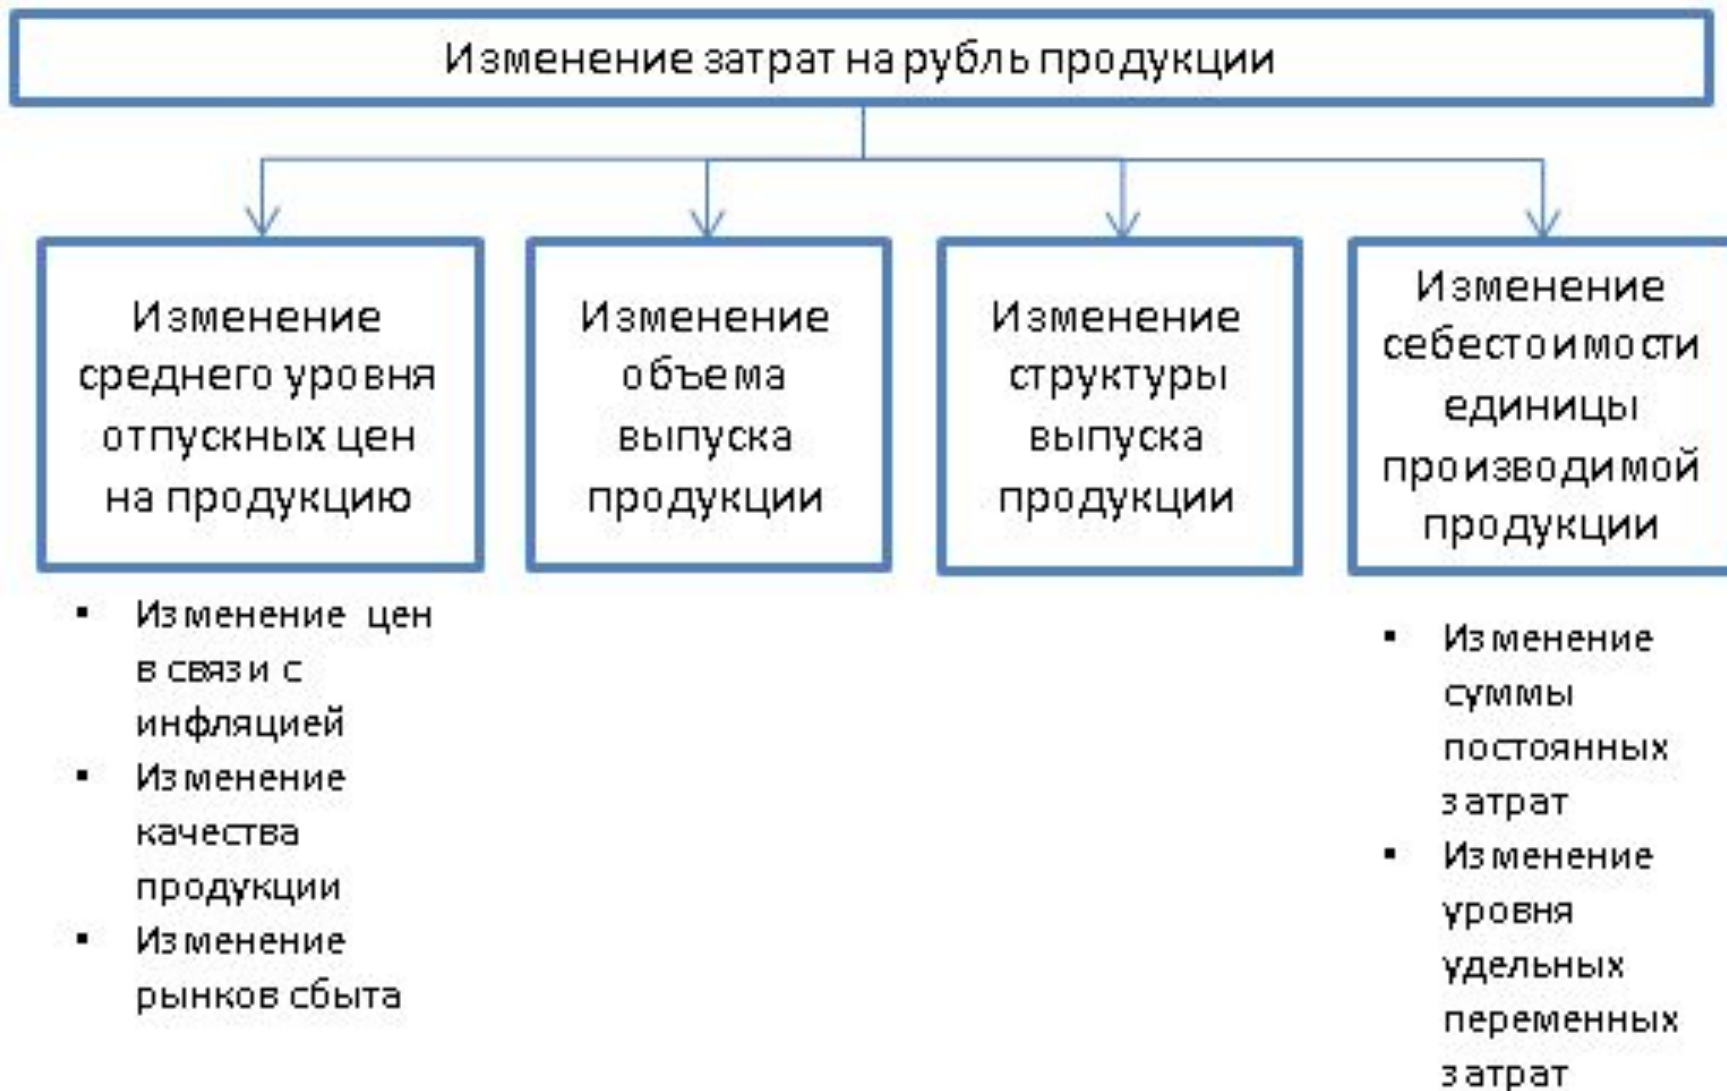 Изменение затрат на рубль продукции
Изменение
среднего уровня
отпускных цен
на продукцию
Изменение
объема
выпуска
продукции
Изменение
структуры
выпуска
продукции
Изменение
себестоимости
единицы
производимой
продукции
▪ Изменение цен
в связи с
инфляцией
▪ Изменение
качества
продукции
▪ Изменение
рынков сбыта
▪ Изменение
суммы
постоянных
затрат
▪ Изменение
уровня
удельных
переменных
затрат